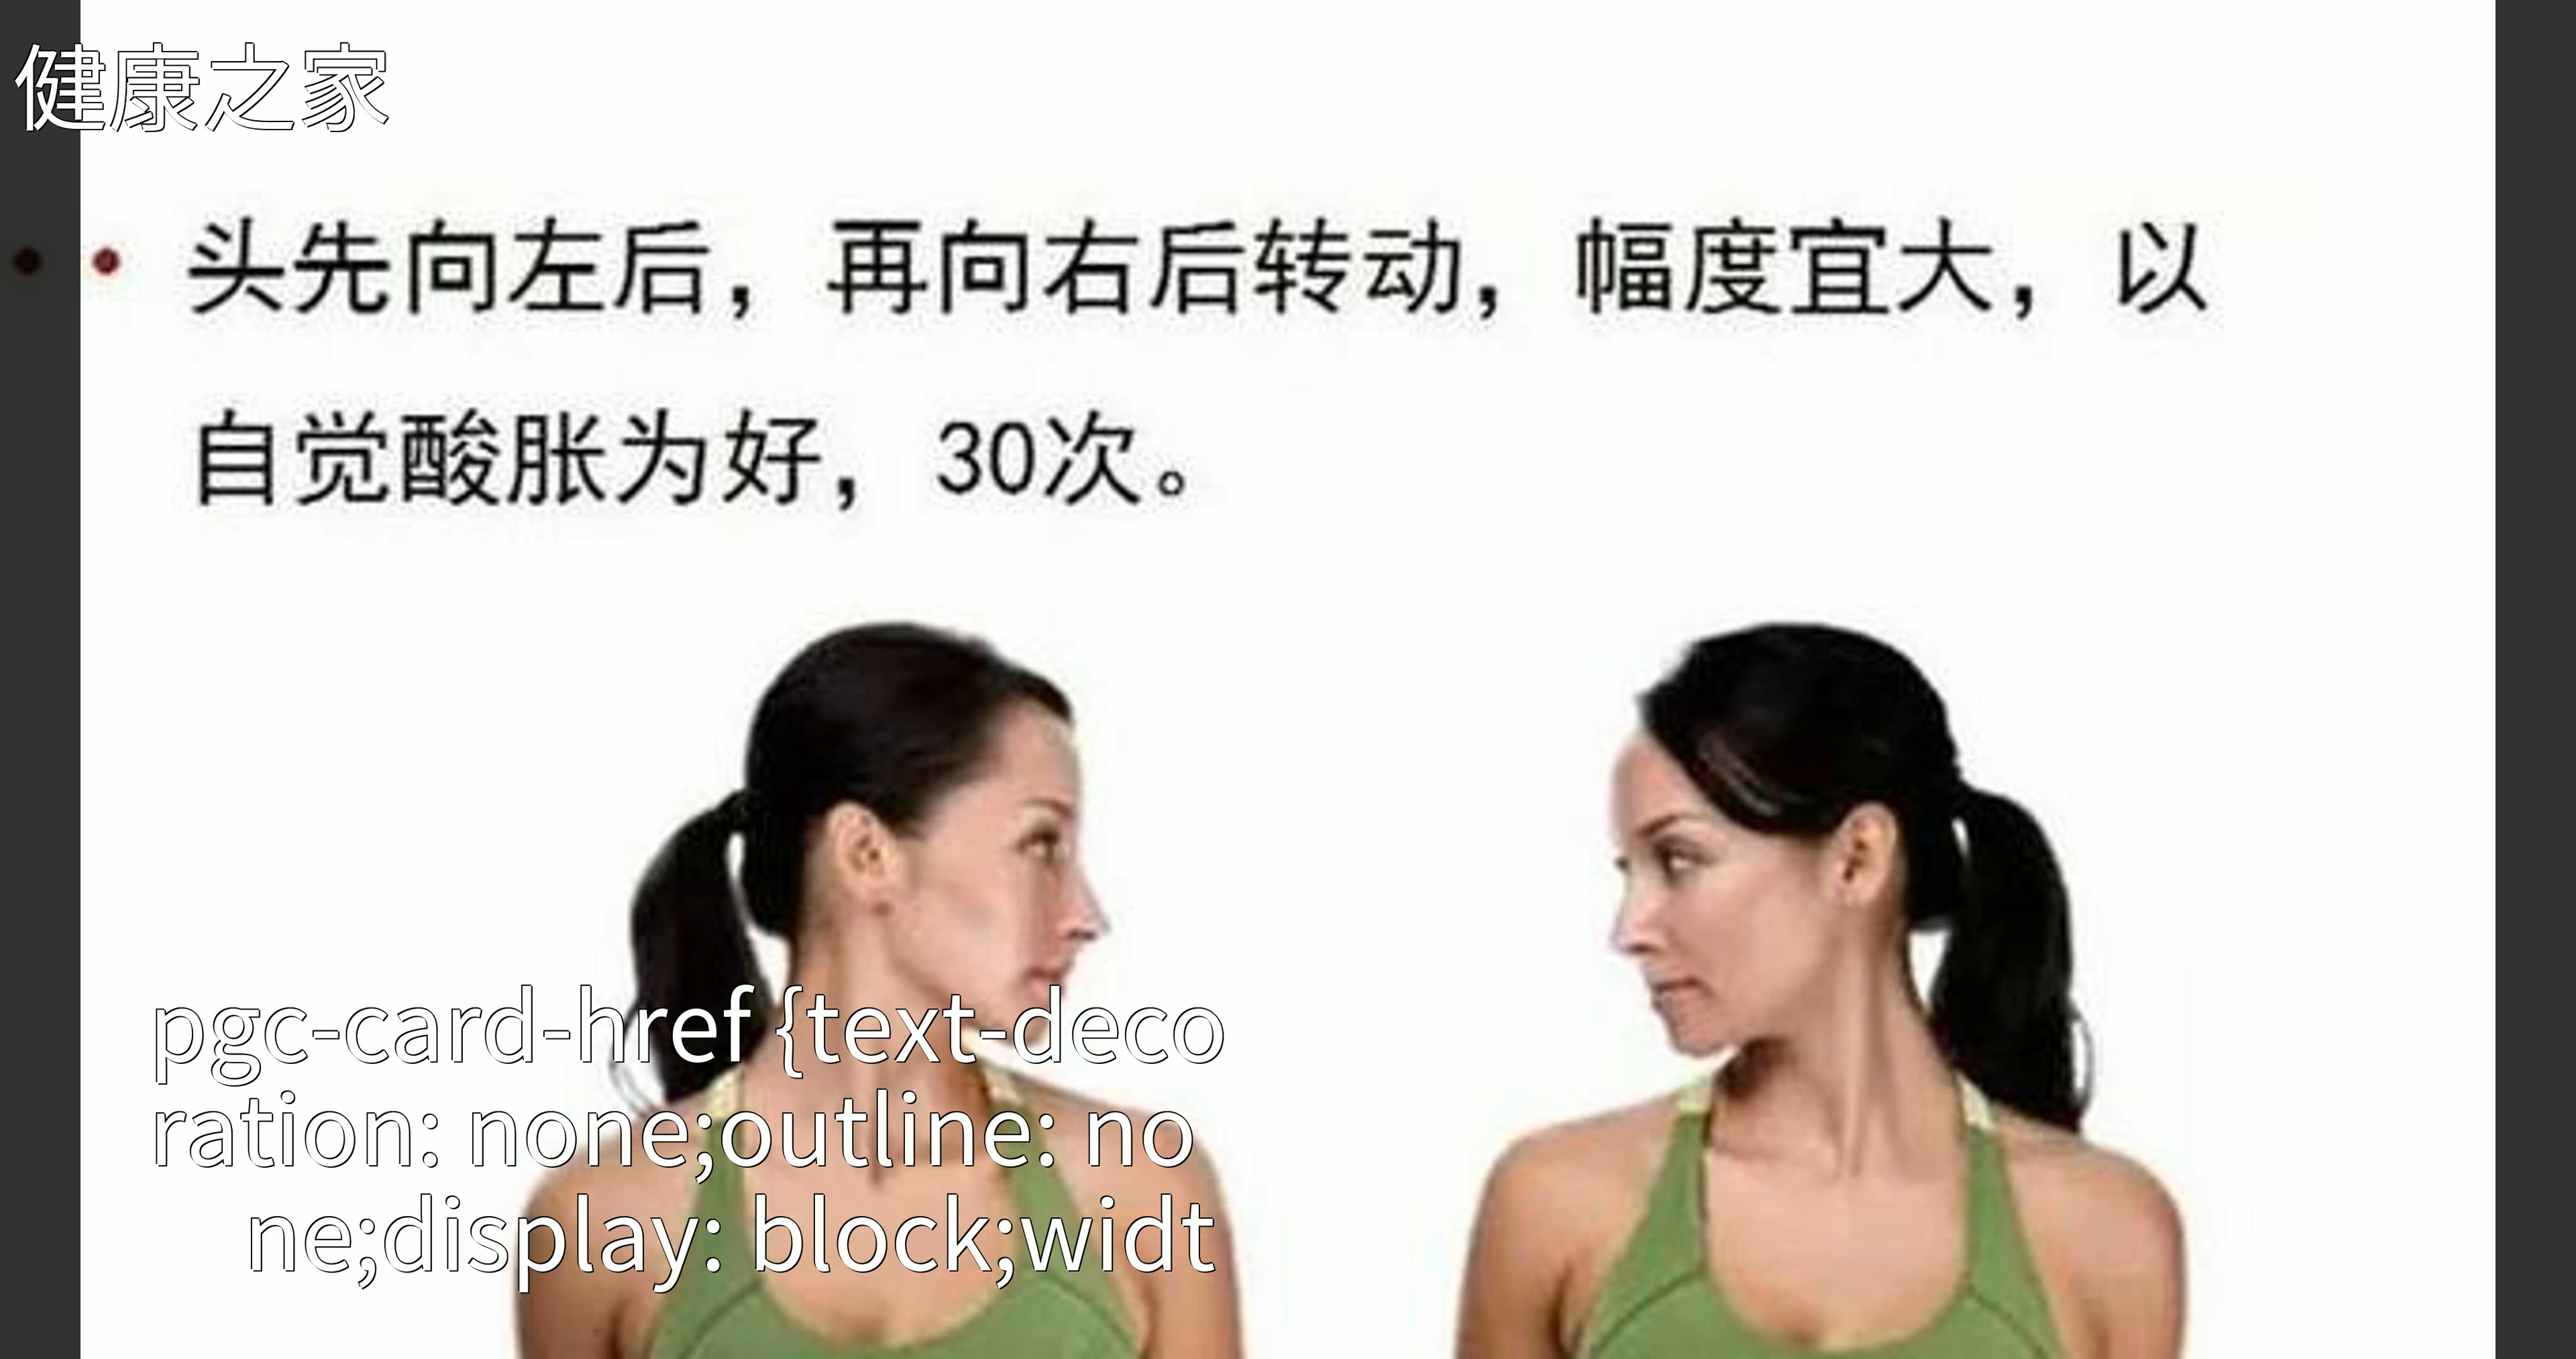 健康之家
头先向左后，再向右后转动，幅度宜大，以
自觉酸胀为好，30次。
pgc-card-href {text-deco
ration: none;outline: no
ne;display: block;widt